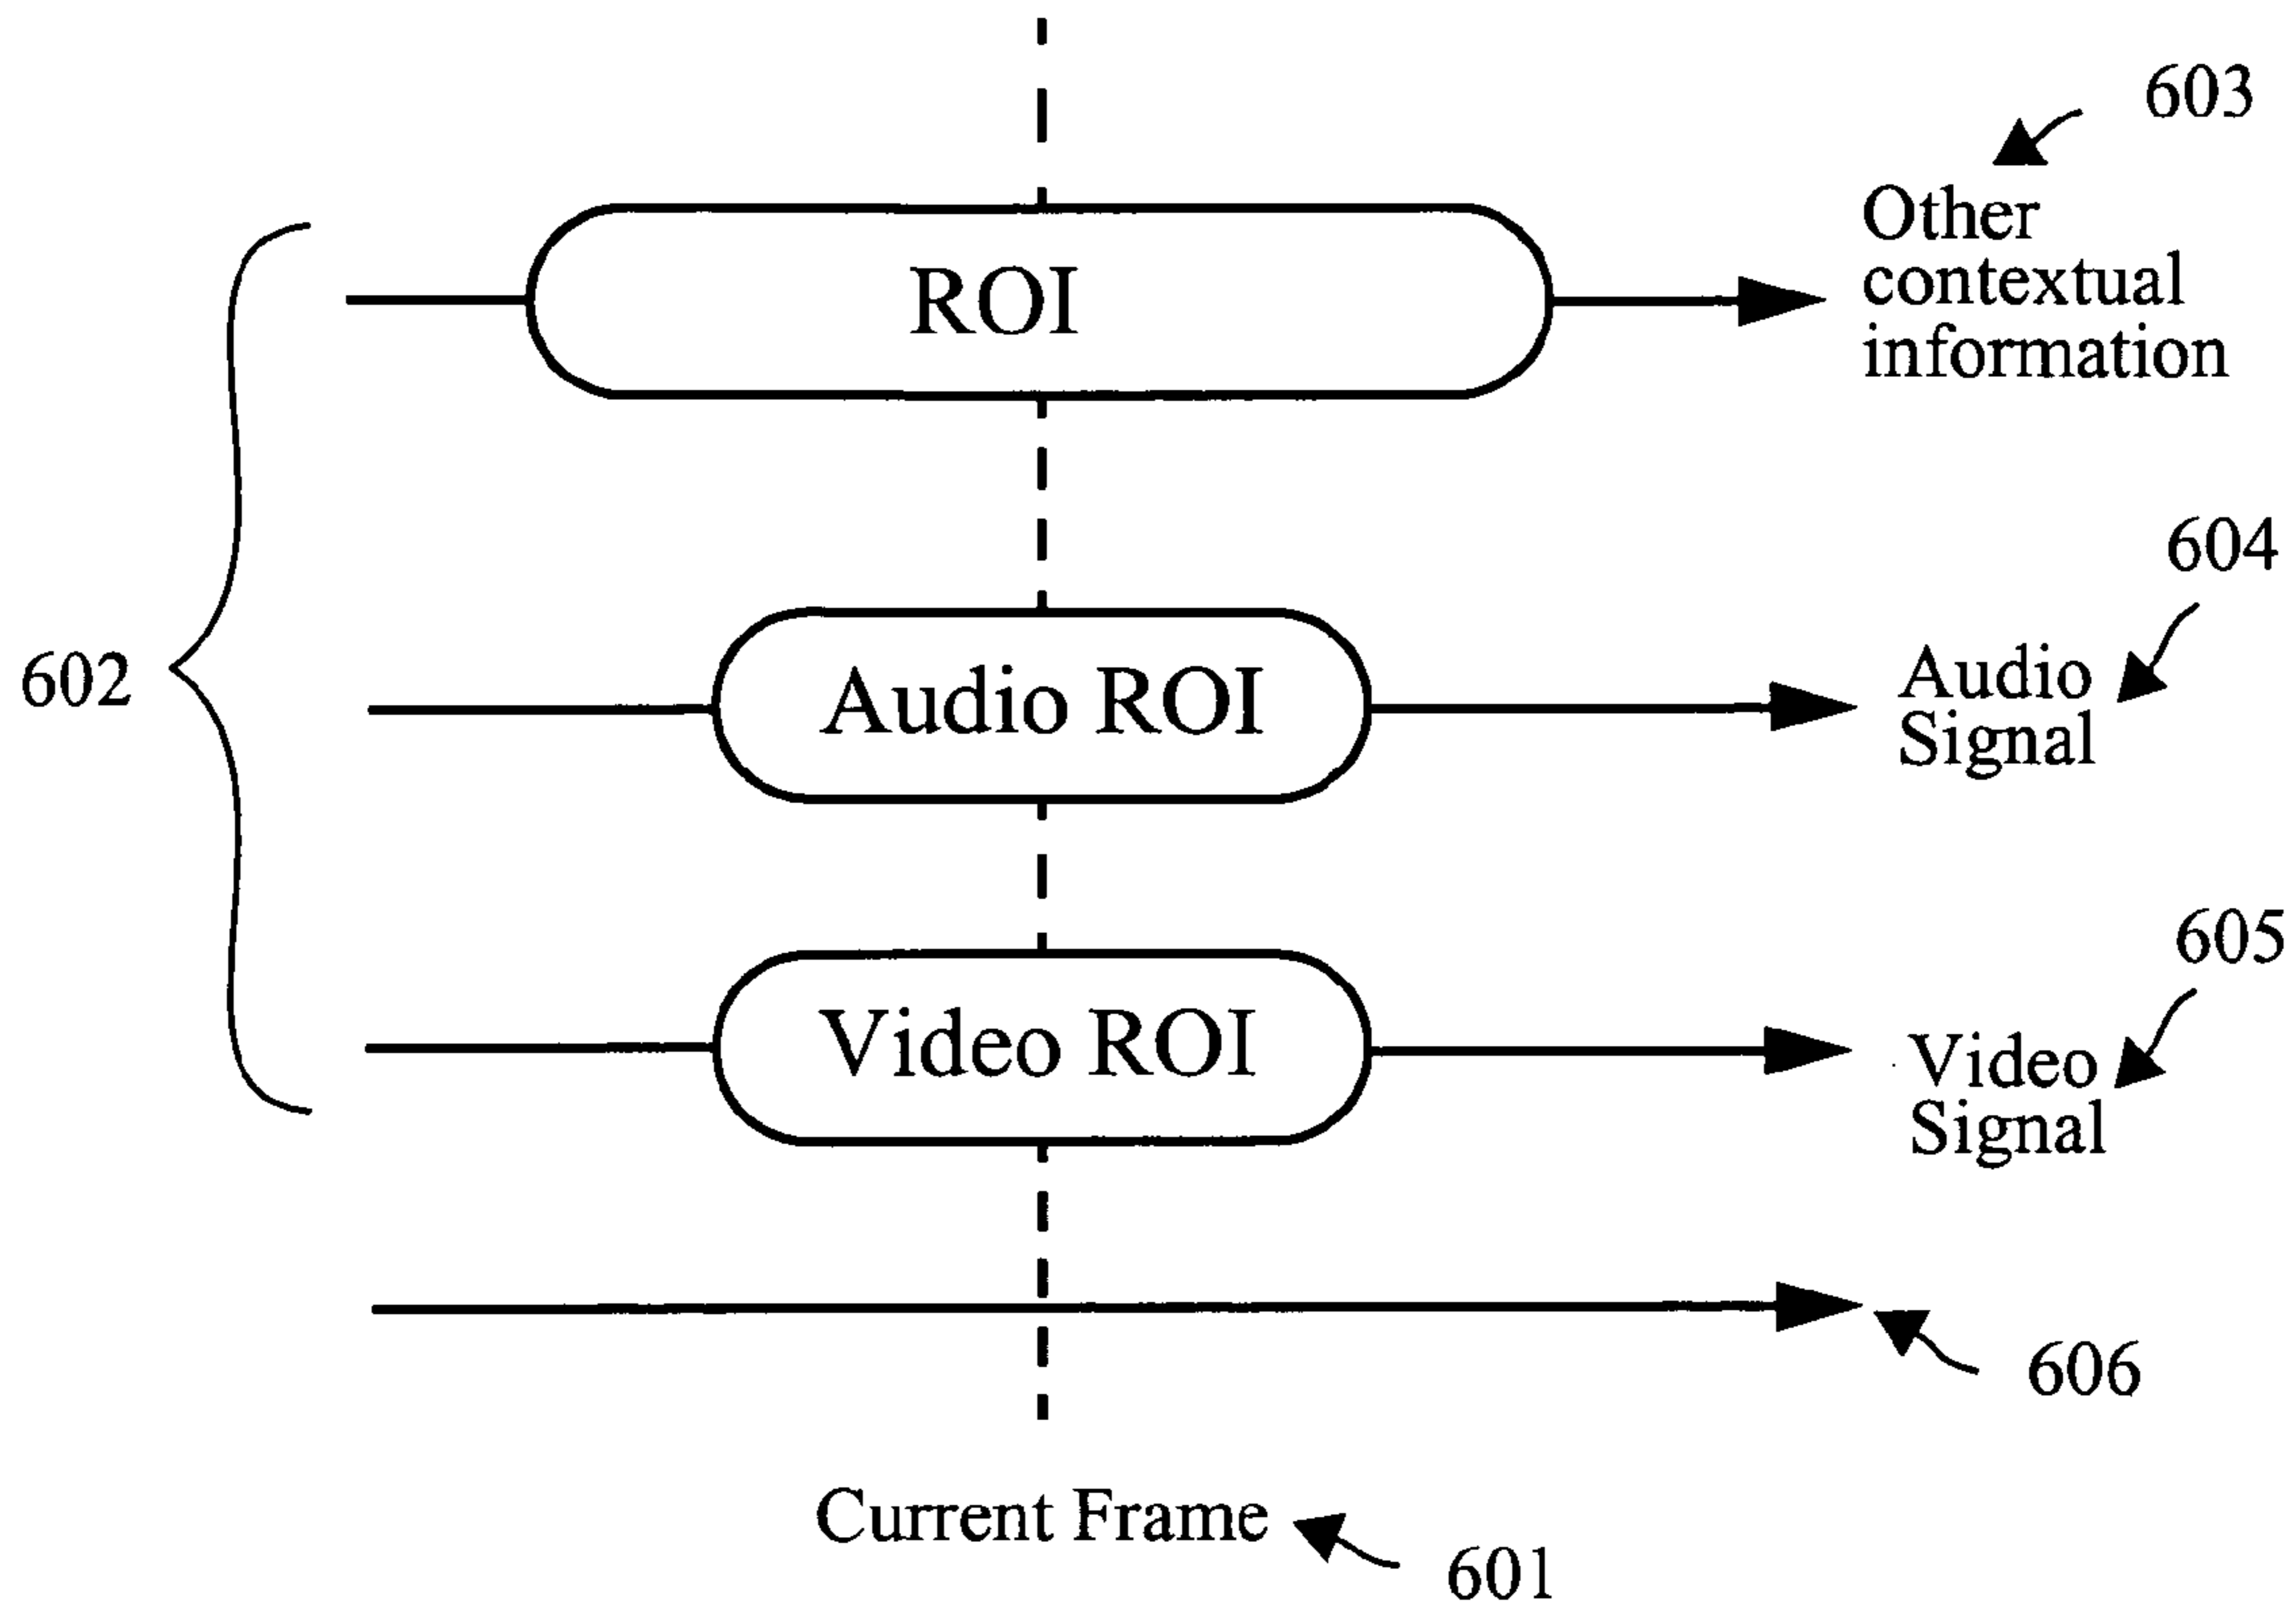 603
Other
contextual
information
ROI
604
602
Audio ROI
Audio
Signal
605
Video ROI
Video
Signal
606
Current Frame
601